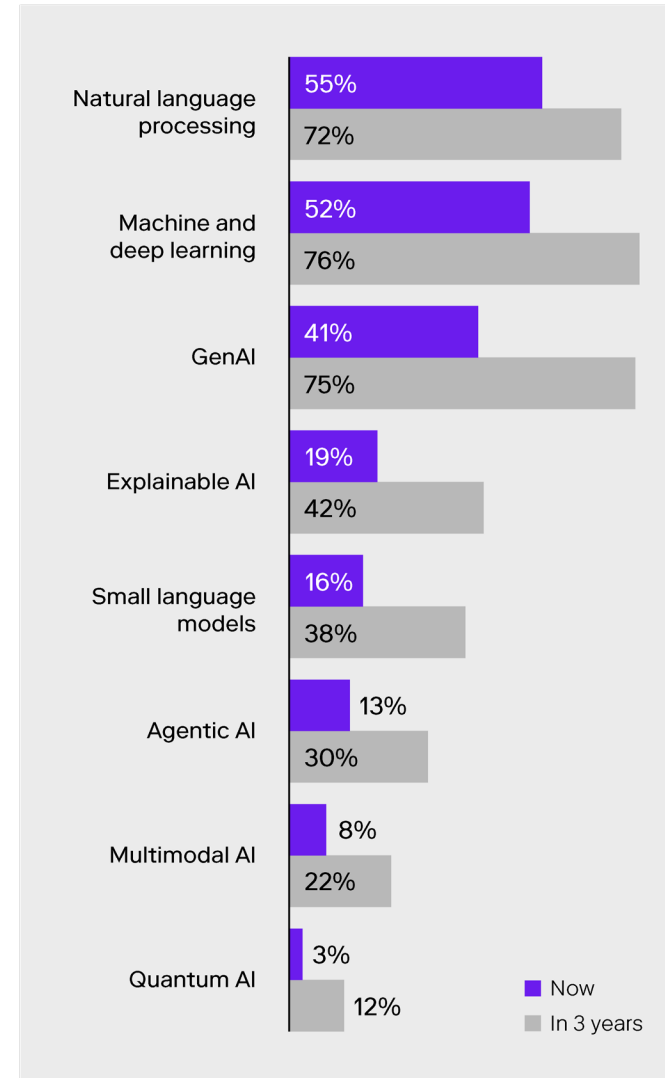 55%
Natural language
processing
72%
52%
Machine and
deep learning
76%
41%
GenAI
75%
19%
Explainable AI
42%
16%
Small language
models
38%
13%
Agentic AI
30%
8%
Multimodal AI
22%
3%
Quantum AI
12%
Now
In 3 years